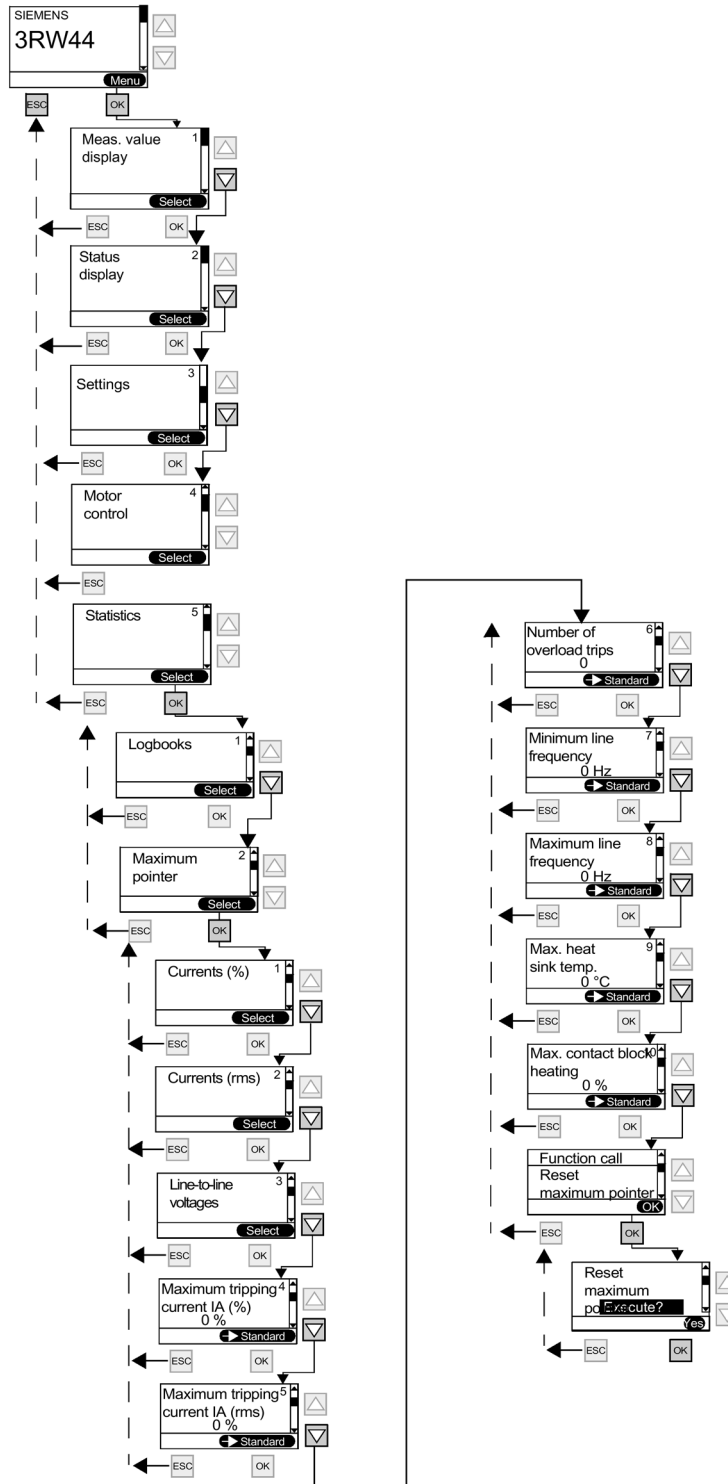 SIEMENS
3RW44
Menu
ESC
OK
Meas. value
display
1
Select
ESC
OK
Status
display
2
Select
ESC
OK
Settings
3
Select
ESC
OK
Motor
control
4
Select
ESC
Statistics
5
Select
ESC
OK
Logbooks
1
Select
ESC
OK
Maximum
pointer
2
Select
ESC
OK
Currents (%)
1
Select
ESC
OK
Currents (rms)
2
Select
ESC
OK
Line-to-line
voltages
3
Select
ESC
OK
Maximum tripping
current IA (%)
4
0 %
Standard
ESC
OK
Maximum tripping
current IA (rms)
5
0 %
Standard
ESC
OK
Number of
overload trips
6
0
Standard
ESC
OK
Minimum line
frequency
7
0 Hz
Standard
ESC
OK
Maximum line
frequency
8
0 Hz
Standard
ESC
OK
Max. heat
sink temp.
9
0 °C
Standard
ESC
OK
Max. contact block
heating
10
0 %
Standard
ESC
OK
Function call
Reset
maximum pointer
OK
ESC
OK
Reset
maximum
Execute?
Yes
ESC
OK